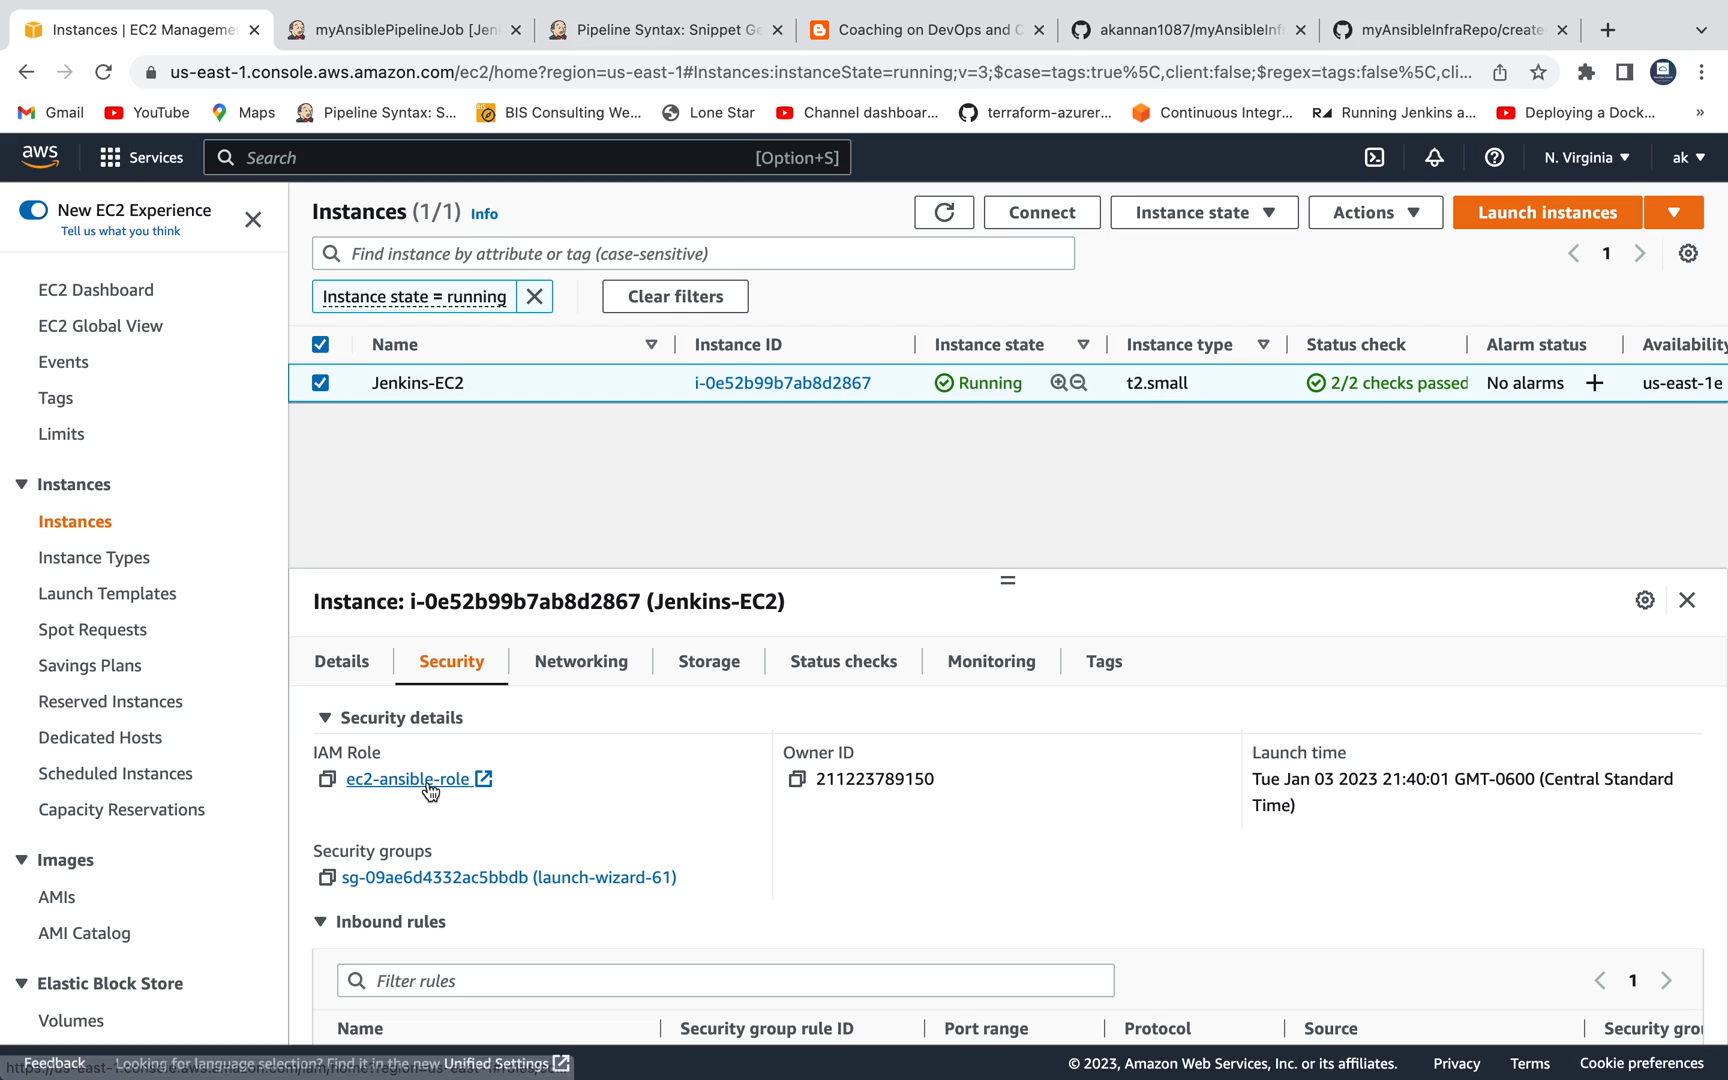 Instances | EC2 Manageme
myAnsiblePipelineJob [Jen
Pipeline Syntax: Snippet Ge
Coaching on DevOps and C
akannan1087/myAnsibleInf
myAnsibleInfraRepo/create
us-east-1.console.aws.amazon.com/ec2/home?region=us-east-1#Instances:instanceState=running;v=3;$case=tags:true%5C,client:false;$regex=tags:false%5C,cli...
Gmail
YouTube
Maps
Pipeline Syntax: S...
BIS Consulting We...
Lone Star
Channel dashboar...
terraform-azurer...
Continuous Integr...
Running Jenkins a...
Deploying a Dock...
»
aws
Services
Search
[Option+S]
N. Virginia
ak
New EC2 Experience
Tell us what you think
EC2 Dashboard
EC2 Global View
Events
Tags
Limits
Instances
Instances
Instance Types
Launch Templates
Spot Requests
Savings Plans
Reserved Instances
Dedicated Hosts
Scheduled Instances
Capacity Reservations
Images
AMIs
AMI Catalog
Elastic Block Store
Volumes
Instances (1/1) Info
Connect
Instance state
Actions
Launch instances
Find instance by attribute or tag (case-sensitive)
1
Instance state = running
Clear filters
Name Instance ID Instance state Instance type Status check Alarm status Availability
Jenkins-EC2 i-0e52b99b7ab8d2867 Running t2.small 2/2 checks passed No alarms + us-east-1e
Instance: i-0e52b99b7ab8d2867 (Jenkins-EC2)
Details Security Networking Storage Status checks Monitoring Tags
Security details
IAM Role
ec2-ansible-role
Owner ID
211223789150
Launch time
Tue Jan 03 2023 21:40:01 GMT-0600 (Central Standard
Time)
Security groups
sg-09ae6d4332ac5bbdb (launch-wizard-61)
Inbound rules
Filter rules
1
Name Security group rule ID Port range Protocol Source Security gro
Feedback
Looking for language selection? Find it in the new Unified Settings
© 2023, Amazon Web Services, Inc. or its affiliates.
Privacy
Terms
Cookie preferences